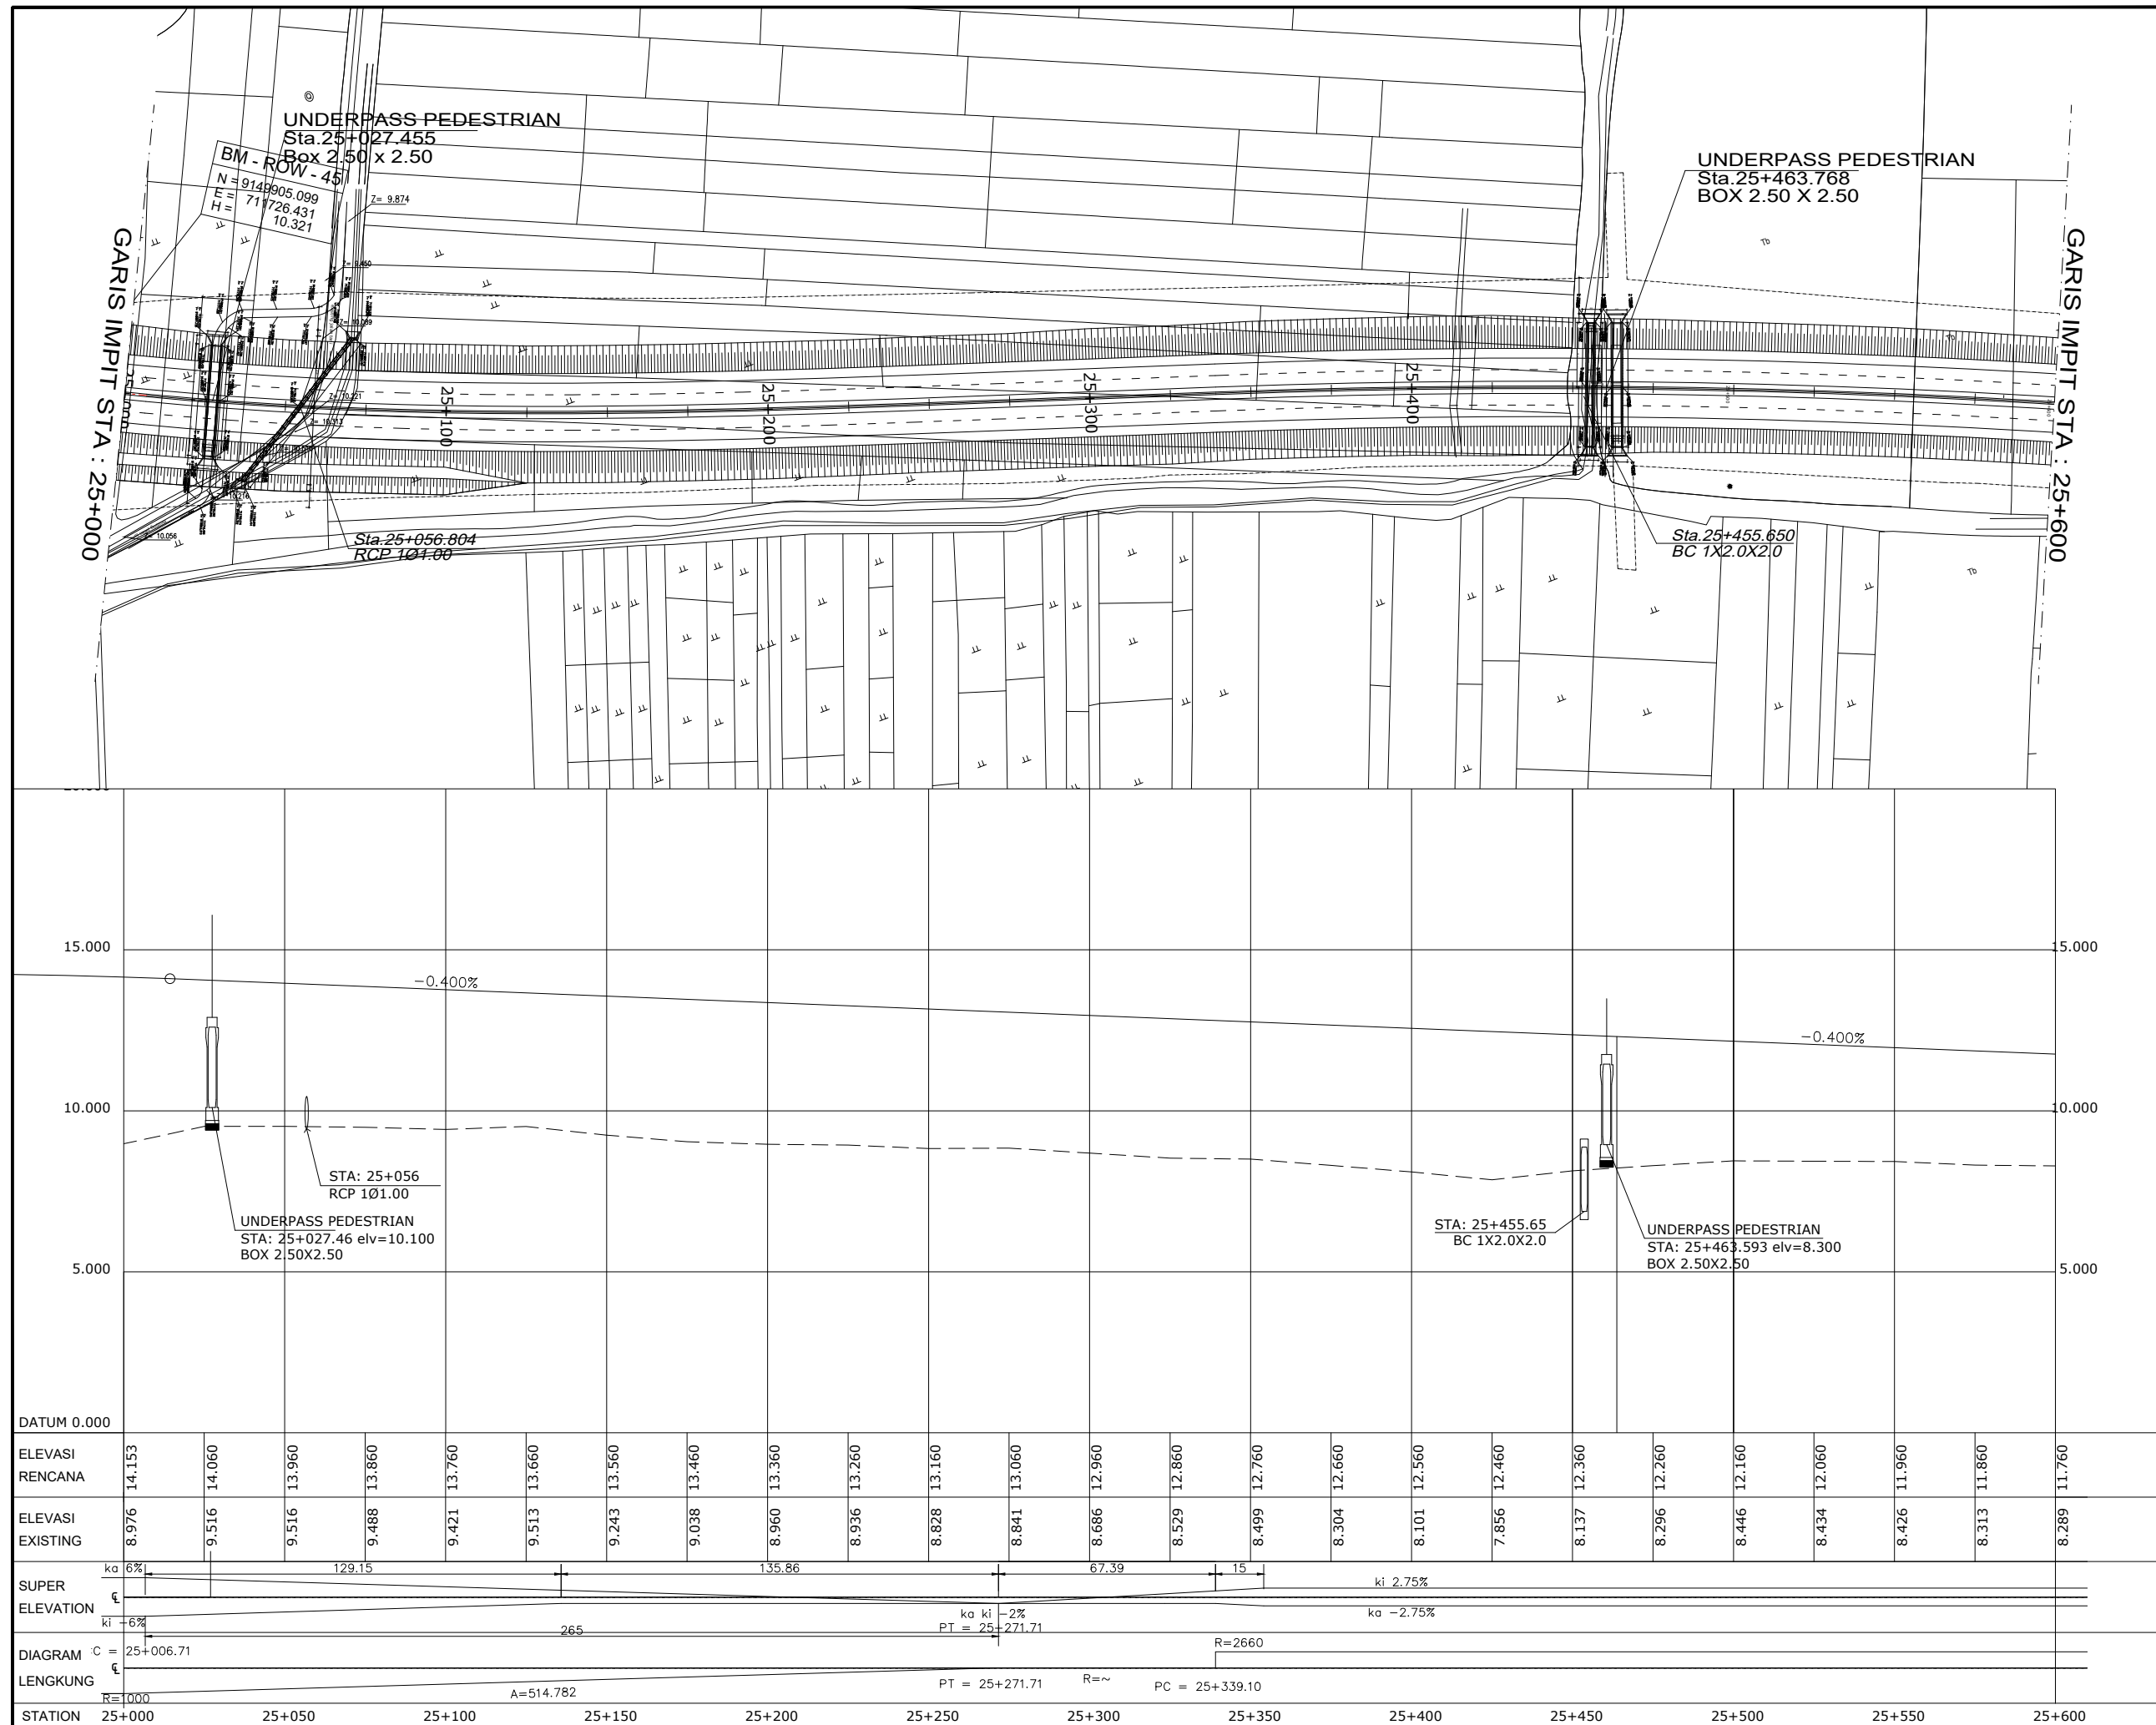 UNDERPASS PEDESTRIAN
Sta.25+027.455
Box 2.50 x 2.50
BM - ROW - 45
N = 9149905.099
E = 711726.431
H = 10.321
Z= 9.874
Z= 9.460
UNDERPASS PEDESTRIAN
Sta.25+463.768
BOX 2.50 X 2.50
GARIS IMPIT STA : 25+000
GARIS IMPIT STA : 25+600
Z= 10.221
Z= 10.056
25+100
25+200
25+300
25+400
Tb
Tb
Tb
Sta.25+056.804
RCP 1Ø1.00
Sta.25+455.650
BC 1X2.0X2.0
15.000
15.000
-0.400%
-0.400%
10.000
10.000
STA: 25+056
RCP 1Ø1.00
UNDERPASS PEDESTRIAN
STA: 25+027.46 elv=10.100
BOX 2.50X2.50
STA: 25+455.65
BC 1X2.0X2.0
UNDERPASS PEDESTRIAN
STA: 25+463.593 elv=8.300
BOX 2.50X2.50
5.000
5.000
DATUM 0.000
ELEVASI
RENCANA
14.153 14.060 13.960 13.860 13.760 13.660 13.560 13.460 13.360 13.260 13.160 13.060 12.960 12.860 12.760 12.660 12.560 12.460 12.360 12.260 12.160 12.060 11.960 11.860 11.760
ELEVASI
EXISTING
8.976 9.516 9.516 9.488 9.421 9.513 9.243 9.038 8.960 8.936 8.828 8.841 8.686 8.529 8.499 8.304 8.101 7.856 8.137 8.296 8.446 8.434 8.426 8.313 8.289
SUPER
ELEVATION
ka 6%
129.15
135.86
67.39
15
ki 2.75%
ki -6%
ka ki -2%
ka -2.75%
PT = 25+271.71
265
DIAGRAM
LENGKUNG
C = 25+006.71
R=2660
R=1000
A=514.782
PT = 25+271.71
R=~
PC = 25+339.10
STATION
25+000 25+050 25+100 25+150 25+200 25+250 25+300 25+350 25+400 25+450 25+500 25+550 25+600